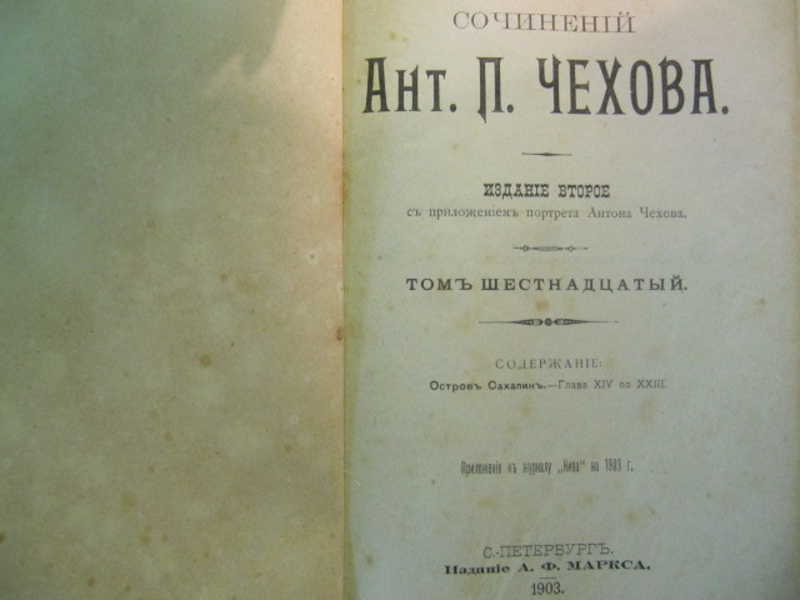 СОЧИНЕНІЙ
АНТ. П. ЧЕХОВА.
ИЗДАНІЕ ВТОРОЕ
съ приложеніемъ портрета Антона Чехова.
ТОМЪ ШЕСТНАДЦАТЫЙ.
СОДЕРЖАНІЕ:
Островъ Сахалинъ.—Глава XIV по XXIII.
Приложеніе къ журналу „Нива“ на 1903 г.
С.-ПЕТЕРБУРГЪ.
Изданіе А. Ф. МАРКСА.
1903.